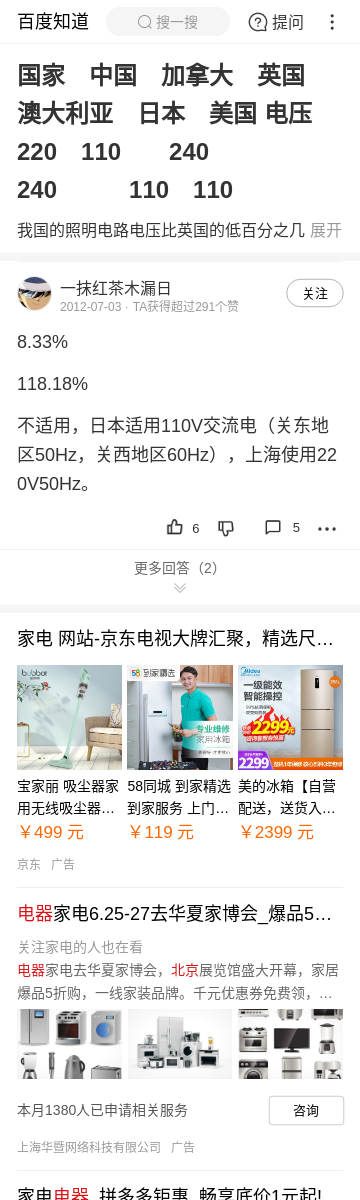 百度知道 搜一搜 提问
国家 中国 加拿大 英国
澳大利亚 日本 美国 电压
220 110 240
240 110 110
我国的照明电路电压比英国的低百分之几 展开
一抹红茶木漏日
2012-07-03 · TA获得超过291个赞
关注
8.33%
118.18%
不适用，日本适用110V交流电（关东地
区50Hz，关西地区60Hz），上海使用22
0V50Hz。
6 5
更多回答（2）
家电 网站-京东电视大牌汇聚，精选尺…
bobbor
58 到家精选
专业维修
家用冰箱
Midea
一级能效
智能操控
2299
2299
宝家丽 吸尘器家
用无线吸尘器…
￥499 元
58同城 到家精选
到家服务 上门…
￥119 元
美的冰箱【自营
配送，送货入…
￥2399 元
京东 广告
电器家电6.25-27去华夏家博会_爆品5…
关注家电的人也在看
电器家电去华夏家博会，北京展览馆盛大开幕，家居
爆品5折购，一线家装品牌。千元优惠券免费领，…
本月1380人已申请相关服务
咨询
上海华暨网络科技有限公司 广告
家电电器_拼多多钜惠_畅享底价1元起!